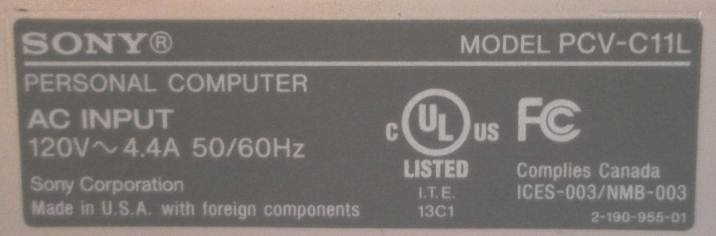 SONY® MODEL PCV-C11L
PERSONAL COMPUTER
AC INPUT
120V～ 4.4A 50/60Hz
Sony Corporation
Made in U.S.A. with foreign components
C UL US
LISTED
I.T.E.
13C1
FC
Complies Canada
ICES-003/NMB-003
2-190-955-01